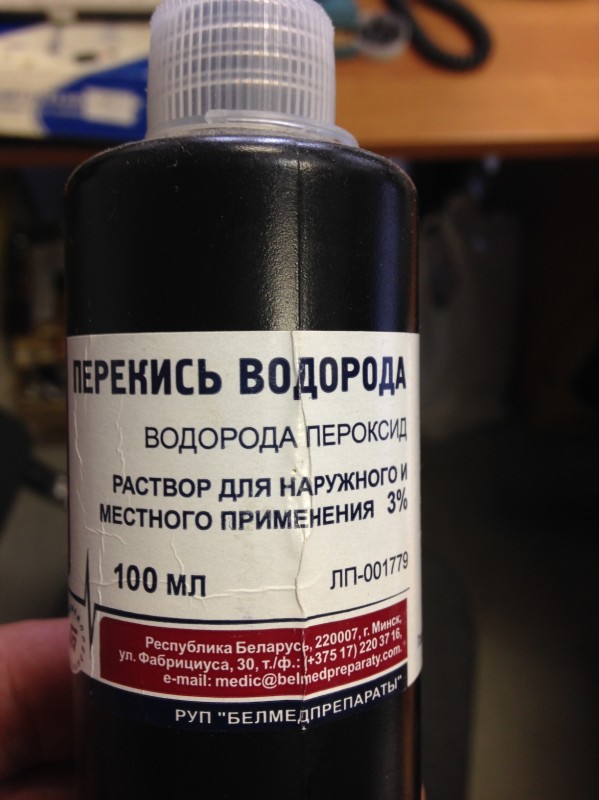 ПЕРЕКИСЬ ВОДОРОДА
ВОДОРОДА ПЕРОКСИД
РАСТВОР ДЛЯ НАРУЖНОГО И
МЕСТНОГО ПРИМЕНЕНИЯ 3%
100 МЛ ЛП-001779
Республика Беларусь, 220007, г. Минск,
ул. Фабрициуса, 30, т./ф.: (+375 17) 220 37 16,
e-mail: medic@belmedpreparaty.com.
РУП "БЕЛМЕДПРЕПАРАТЫ"